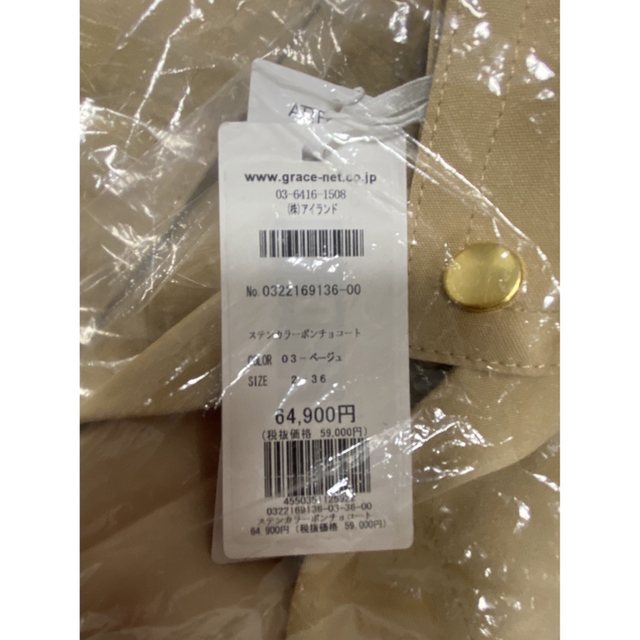 www.grace-net.co.jp
03-6416-1508
㈱アイランド
No.0322169136-00
ステンカラーポンチョコート
COLOR 03-ベージュ
SIZE 2 36
64,900円
(税抜価格 59,000円)
0322169136-03-36-00
ステンカラーポンチョコート
64,900円(税抜価格 59,000円)